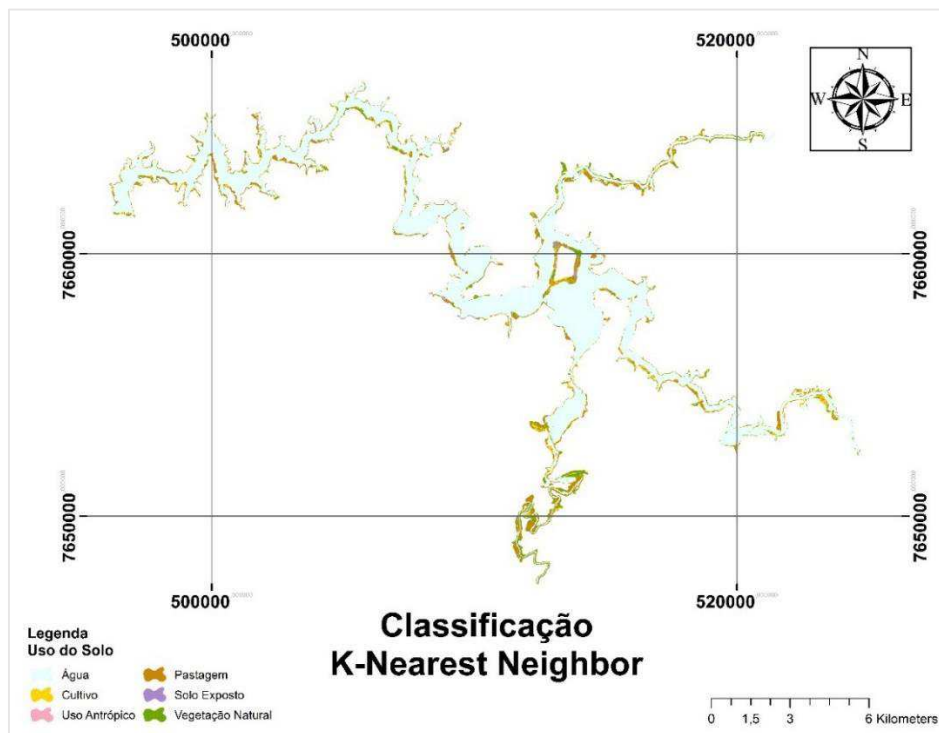 500000
520000
N
W E
S
7660000
7660000
7650000
7650000
500000
520000
Classificação
K-Nearest Neighbor
Legenda
Uso do Solo
Água
Cultivo
Uso Antrópico
Pastagem
Solo Exposto
Vegetação Natural
0 1,5 3 6 Kilometers